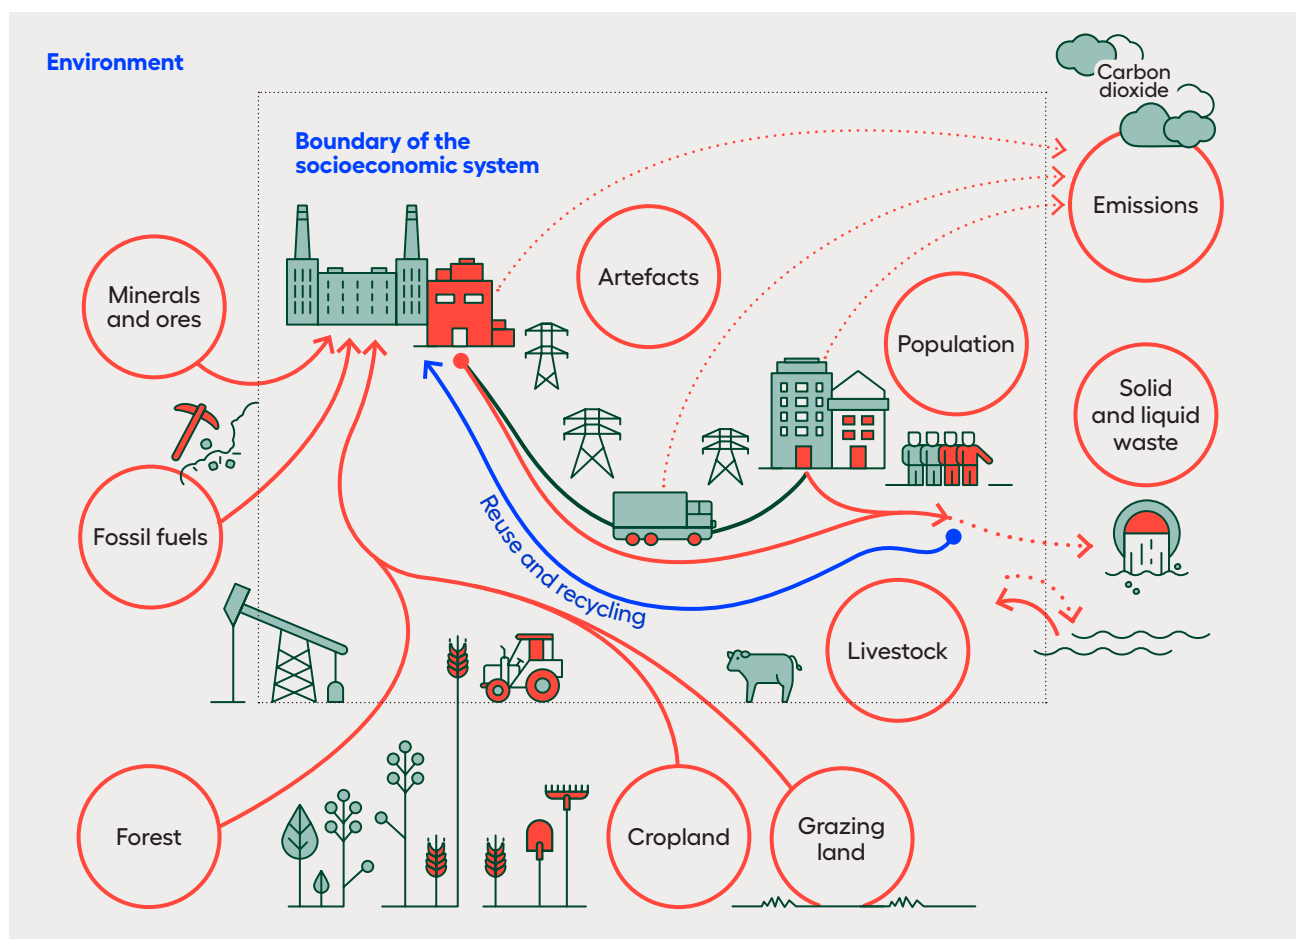 Environment
Carbon
dioxide
Boundary of the
socioeconomic system
Emissions
Artefacts
Minerals
and ores
Population
Solid
and liquid
waste
Fossil fuels
Reuse and recycling
Livestock
Forest
Cropland
Grazing
land